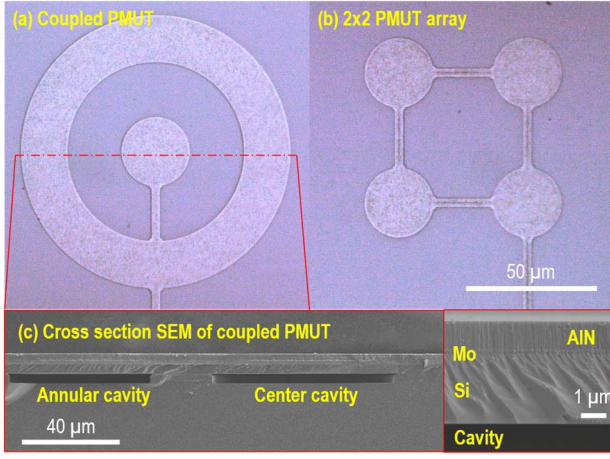 (a) Coupled PMUT
(b) 2x2 PMUT array
50 µm
(c) Cross section SEM of coupled PMUT
Annular cavity
Center cavity
40 µm
AlN
Mo
Si
1 µm
Cavity